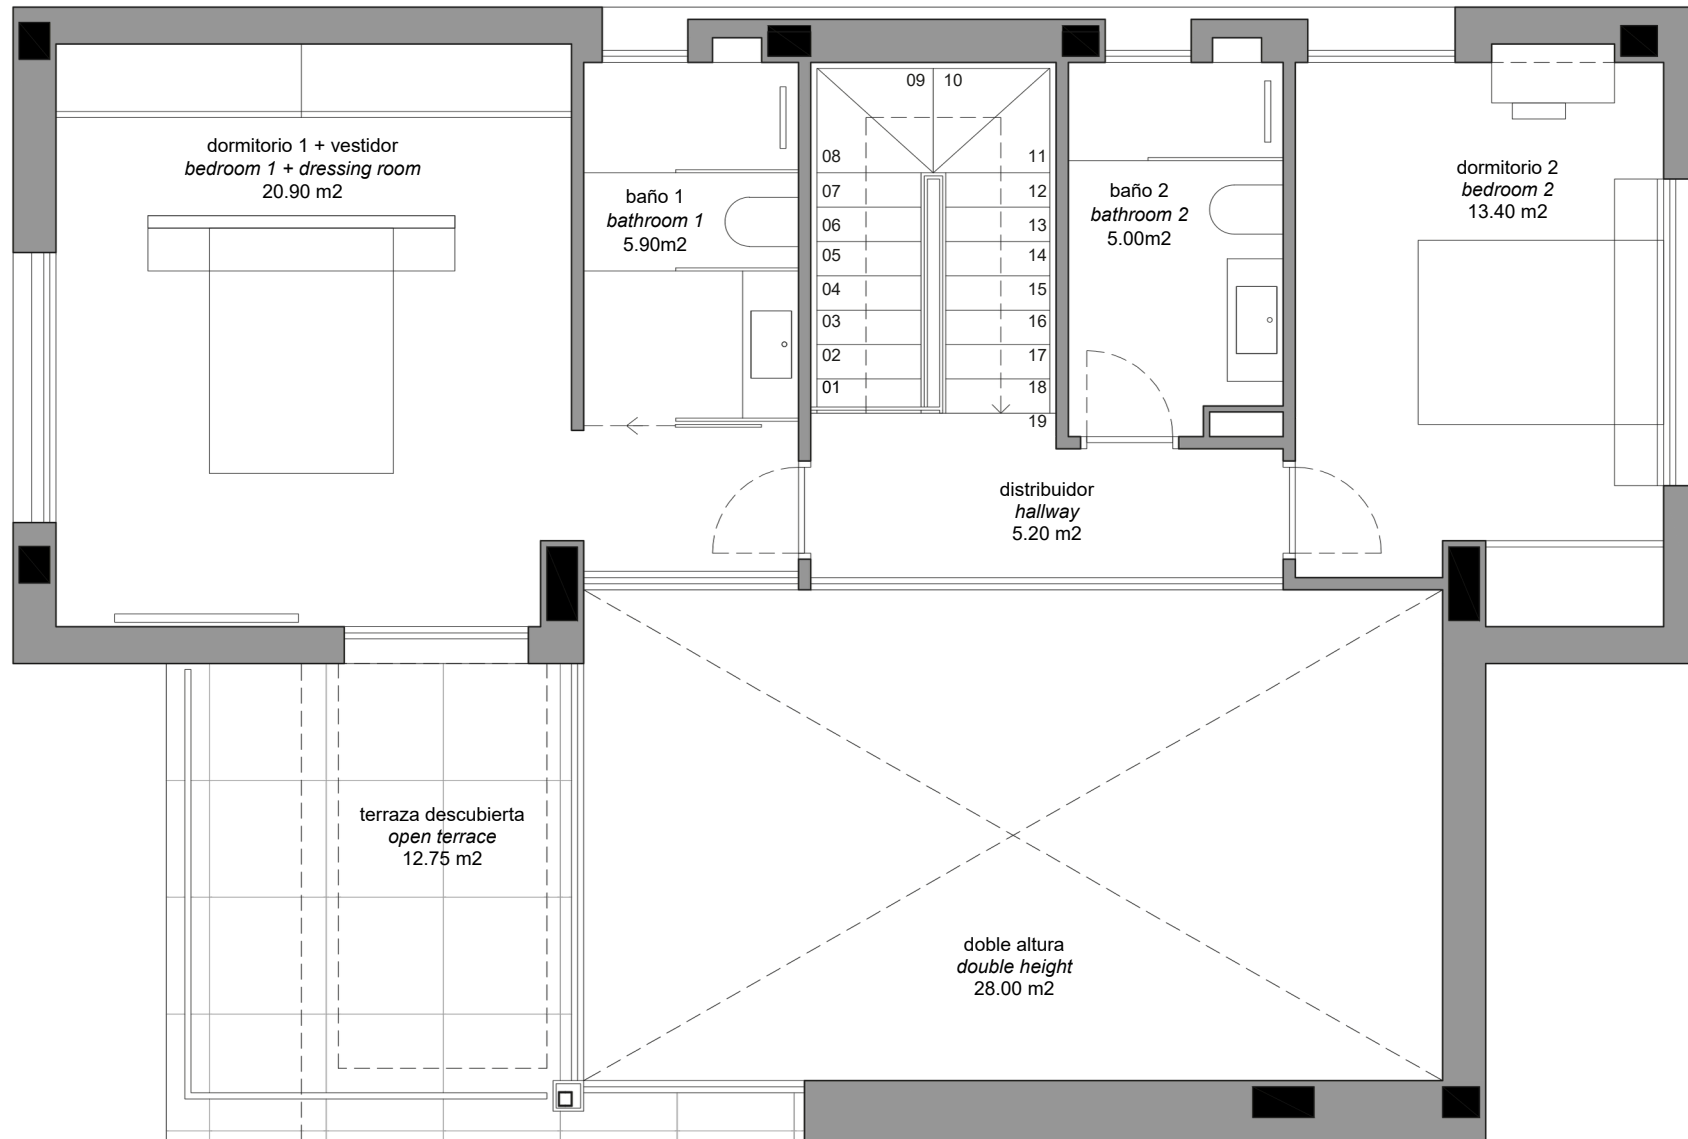 09 10
08
07
06
05
04
03
02
01
11
12
13
14
15
16
17
18
19
dormitorio 1 + vestidor
bedroom 1 + dressing room
20.90 m2
baño 1
bathroom 1
5.90m2
baño 2
bathroom 2
5.00m2
dormitorio 2
bedroom 2
13.40 m2
distribuidor
hallway
5.20 m2
terraza descubierta
open terrace
12.75 m2
doble altura
double height
28.00 m2